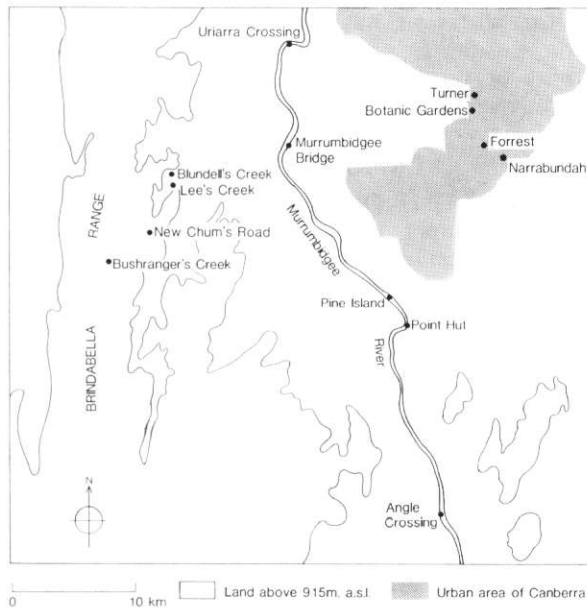 Uriarra Crossing
Turner
Botanic Gardens
Forrest
Narrabundah
Murrumbidgee
Bridge
Blundell's Creek
Lee's Creek
New Chum's Road
Bushranger's Creek
BRINDABELLA RANGE
Murrumbidgee River
Pine Island
Point Hut
Angle
Crossing
N
0 10 km
Land above 915m. a.s.l.
Urban area of Canberra